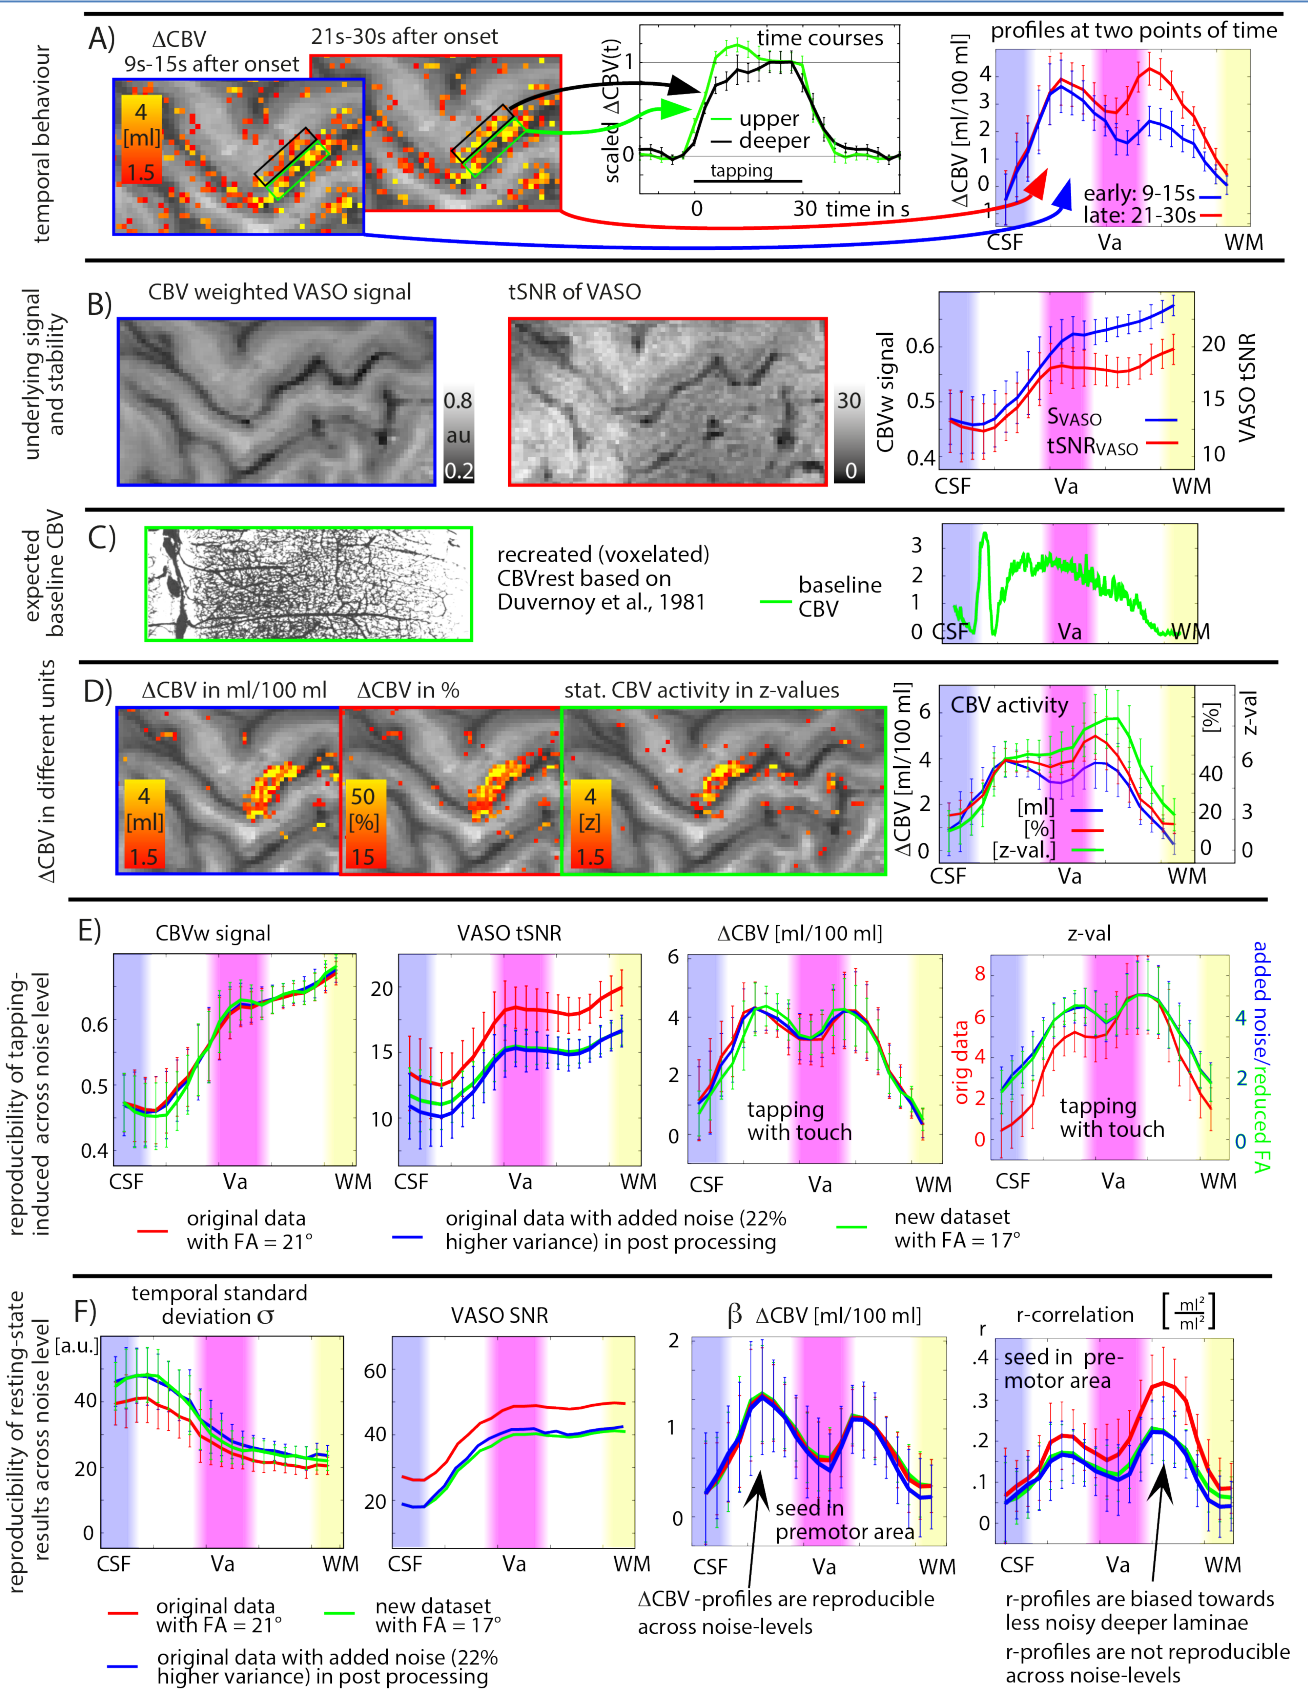 temporal behaviour
A)
ΔCBV
9s-15s after onset
21s-30s after onset
4
[ml]
1.5
time courses
scaled ΔCBV(t)
1
0
upper
deeper
tapping
0
30
time in s
profiles at two points of time
ΔCBV [ml/100 ml]
4
3
2
1
0
1
early: 9-15s
late: 21-30s
CSF
Va
WM
underlying signal
and stability
B)
CBV weighted VASO signal
0.8
au
0.2
tSNR of VASO
30
0
CBVw signal
0.6
0.5
0.4
SVASO
tSNRVASO
20
15
10
VASO tSNR
CSF
Va
WM
expected
baseline CBV
C)
recreated (voxelated)
CBVrest based on
Duvernoy et al., 1981
baseline
CBV
3
2
1
0
CSF
Va
WM
ΔCBV in different units
D)
ΔCBV in ml/100 ml
4
[ml]
1.5
ΔCBV in %
50
[%]
15
stat. CBV activity in z-values
4
[z]
1.5
ΔCBV [ml/100 ml]
6
4
2
0
CBV activity
[ml]
[%]
[z-val.]
[%]
40
20
0
z-val
6
3
0
CSF
Va
WM
reproducibility of tapping-
induced across noise level
E)
CBVw signal
0.6
0.5
0.4
CSF
Va
WM
VASO tSNR
20
15
10
CSF
Va
WM
ΔCBV [ml/100 ml]
6
4
2
0
tapping
with touch
CSF
Va
WM
z-val
orig data
8
6
4
2
0
tapping
with touch
4
2
0
added noise/reduced FA
CSF
Va
WM
original data
with FA = 21°
original data with added noise (22%
higher variance) in post processing
new dataset
with FA = 17°
reproducibility of resting-state
results across noise level
F)
temporal standard
deviation σ
[a.u.]
40
20
0
CSF
Va
WM
VASO SNR
60
40
20
CSF
Va
WM
β ΔCBV [ml/100 ml]
2
1
0
seed in
premotor area
CSF
Va
WM
r-correlation [ml²/ml²]
r
.4
.3
.2
.1
0
seed in pre-
motor area
CSF
Va
WM
original data
with FA = 21°
new dataset
with FA = 17°
original data with added noise (22%
higher variance) in post processing
ΔCBV -profiles are reproducible
across noise-levels
r-profiles are biased towards
less noisy deeper laminae
r-profiles are not reproducible
across noise-levels